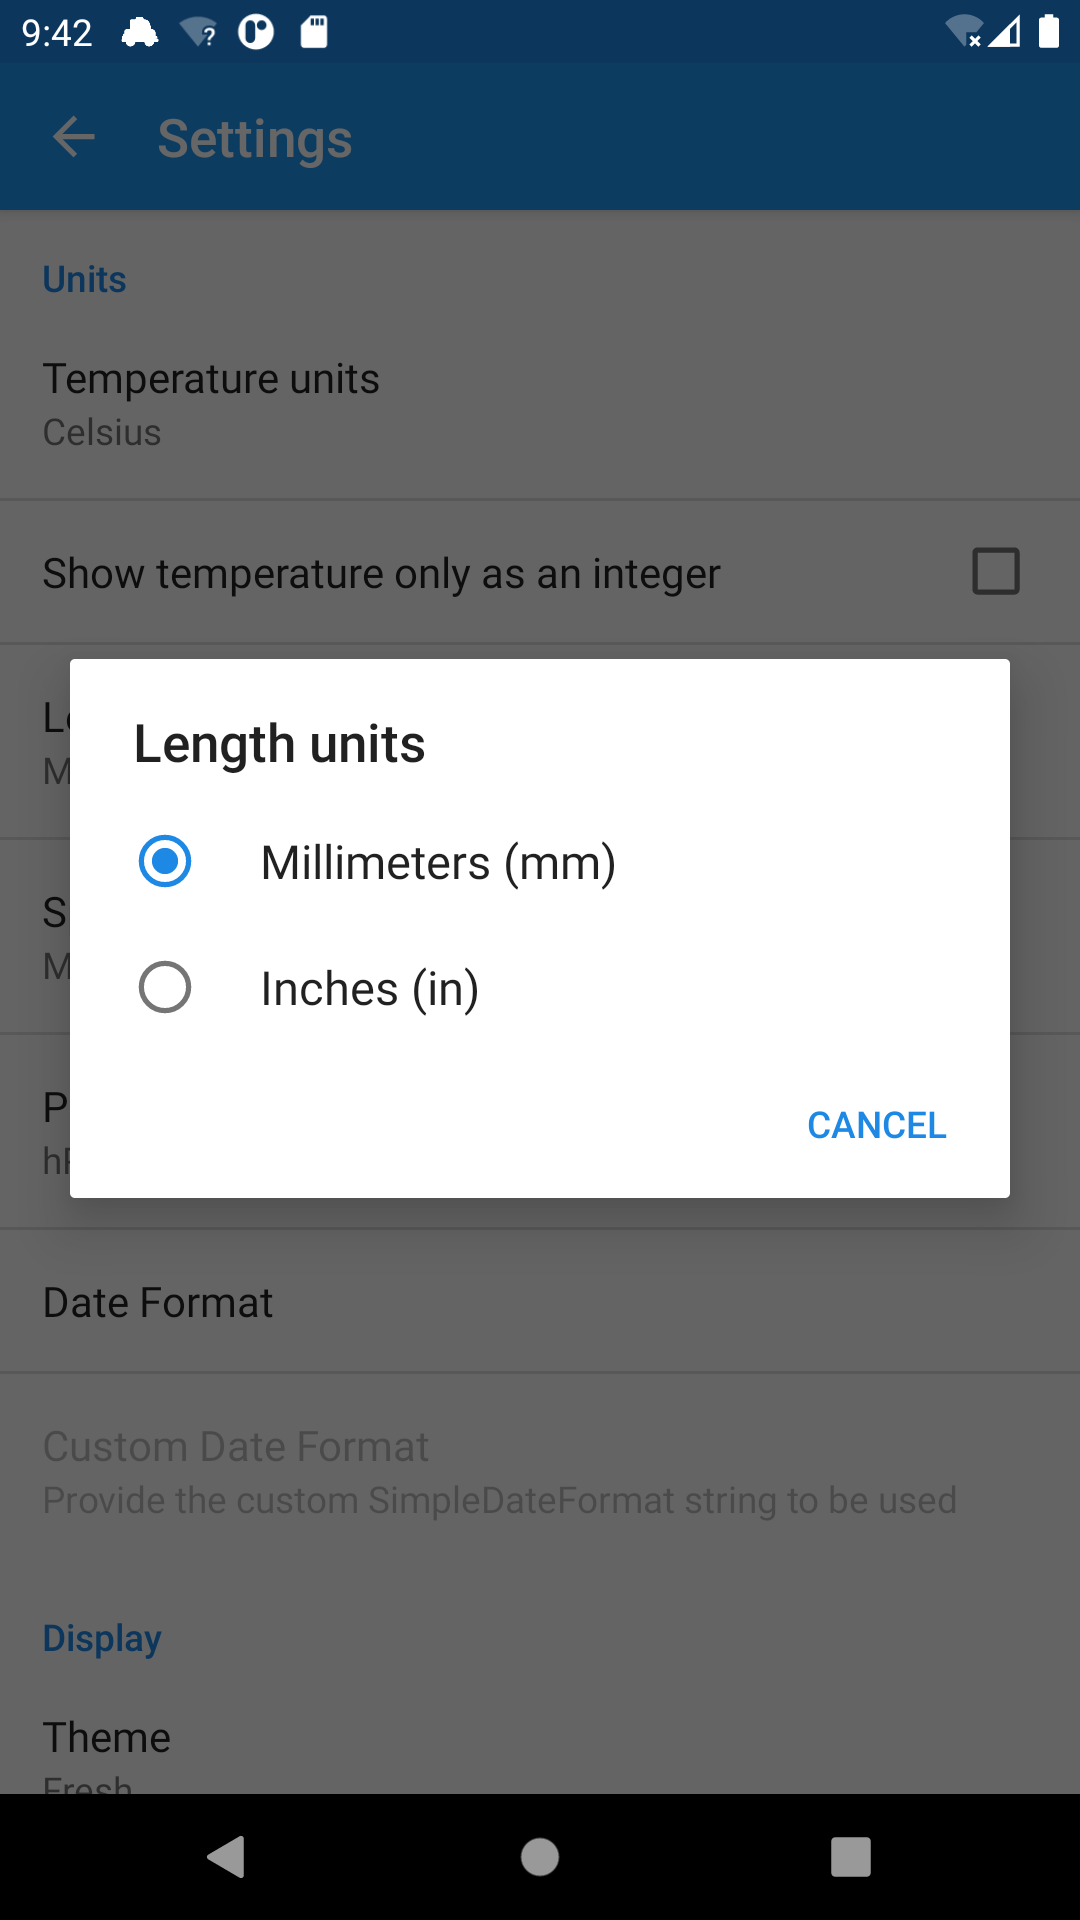 9:42
Settings
Units
Temperature units
Celsius
Show temperature only as an integer
Length units
Millimeters (mm)
Inches (in)
CANCEL
Date Format
Custom Date Format
Provide the custom SimpleDateFormat string to be used
Display
Theme
Fresh